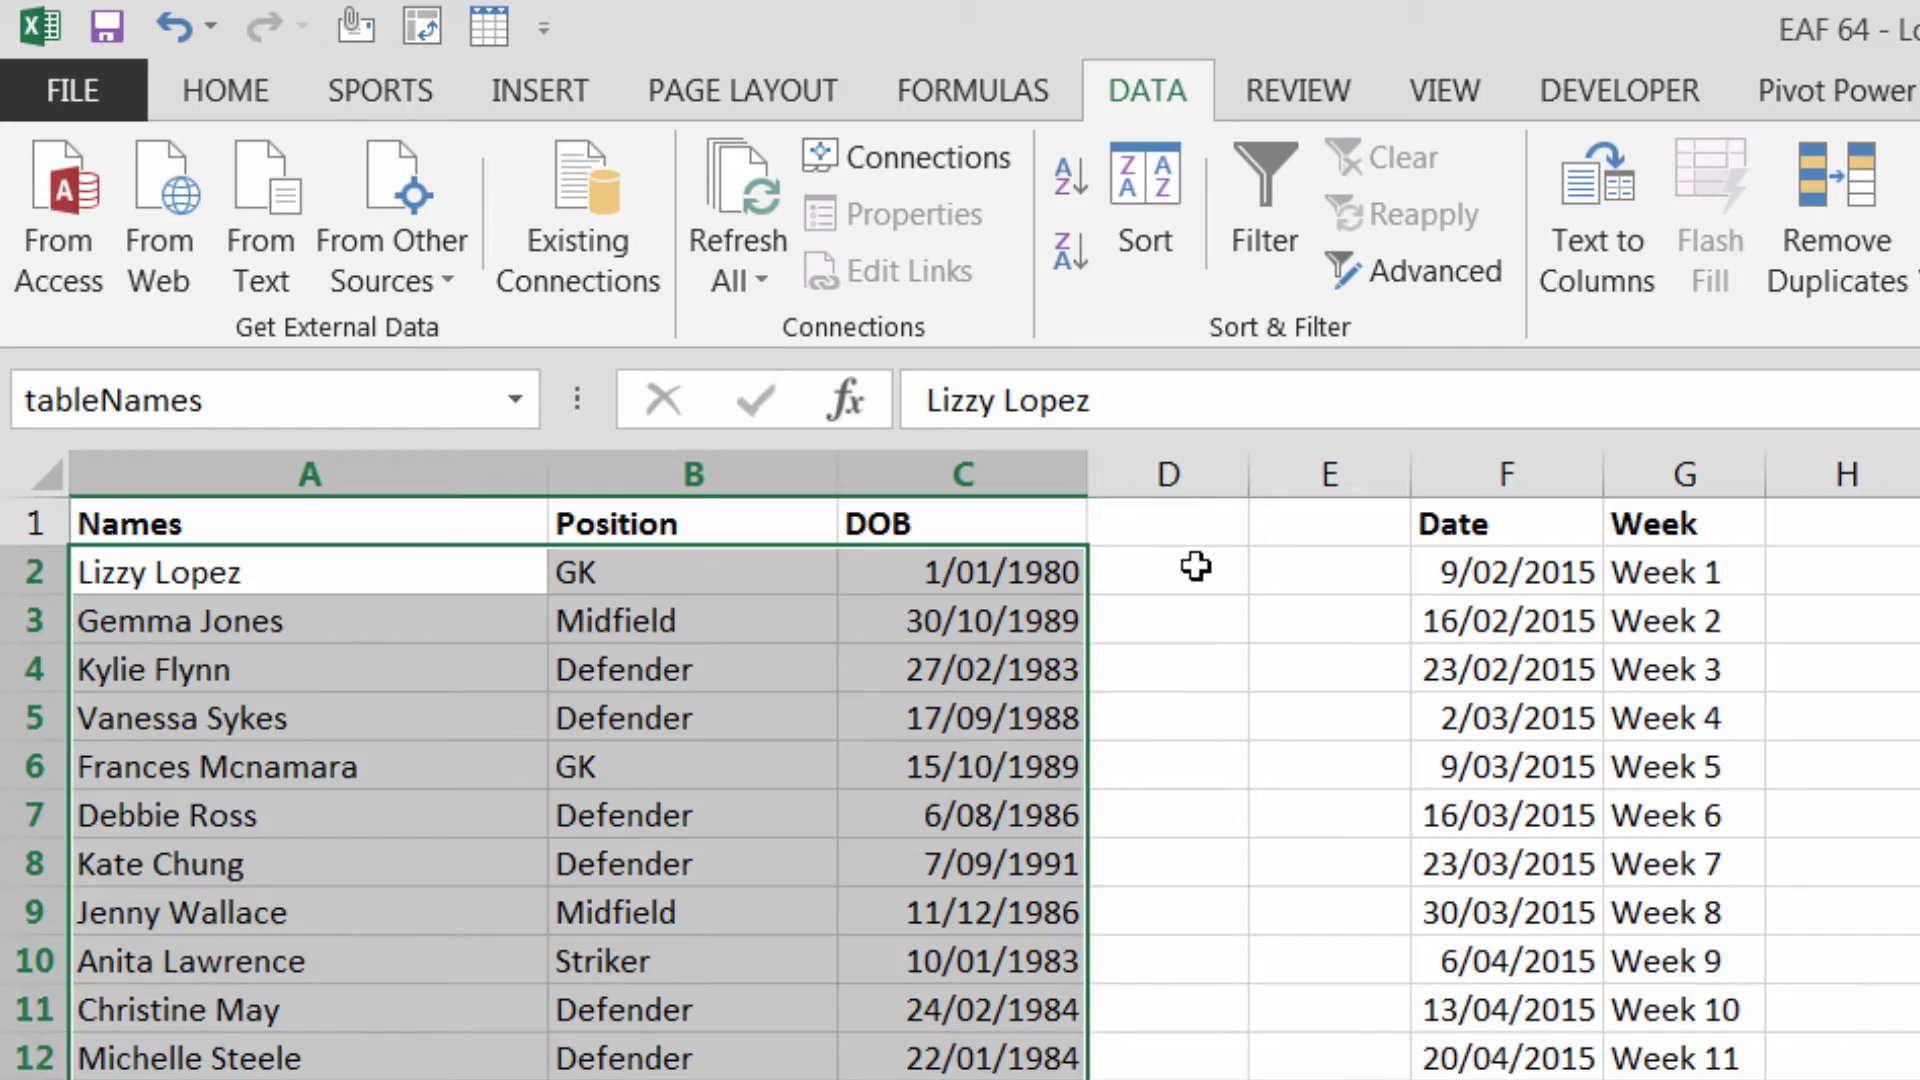 EAF 64 - Lo
FILE HOME SPORTS INSERT PAGE LAYOUT FORMULAS DATA REVIEW VIEW DEVELOPER Pivot Power
From Access
From Web
From Text
From Other Sources
Existing Connections
Get External Data
Refresh All
Connections
Properties
Edit Links
Connections
Sort
Filter
Clear
Reapply
Advanced
Sort & Filter
Text to Columns
Flash Fill
Remove Duplicates
tableNames fx Lizzy Lopez
A B C D E F G H
1 Names Position DOB Date Week
2 Lizzy Lopez GK 1/01/1980 9/02/2015 Week 1
3 Gemma Jones Midfield 30/10/1989 16/02/2015 Week 2
4 Kylie Flynn Defender 27/02/1983 23/02/2015 Week 3
5 Vanessa Sykes Defender 17/09/1988 2/03/2015 Week 4
6 Frances Mcnamara GK 15/10/1989 9/03/2015 Week 5
7 Debbie Ross Defender 6/08/1986 16/03/2015 Week 6
8 Kate Chung Defender 7/09/1991 23/03/2015 Week 7
9 Jenny Wallace Midfield 11/12/1986 30/03/2015 Week 8
10 Anita Lawrence Striker 10/01/1983 6/04/2015 Week 9
11 Christine May Defender 24/02/1984 13/04/2015 Week 10
12 Michelle Steele Defender 22/01/1984 20/04/2015 Week 11